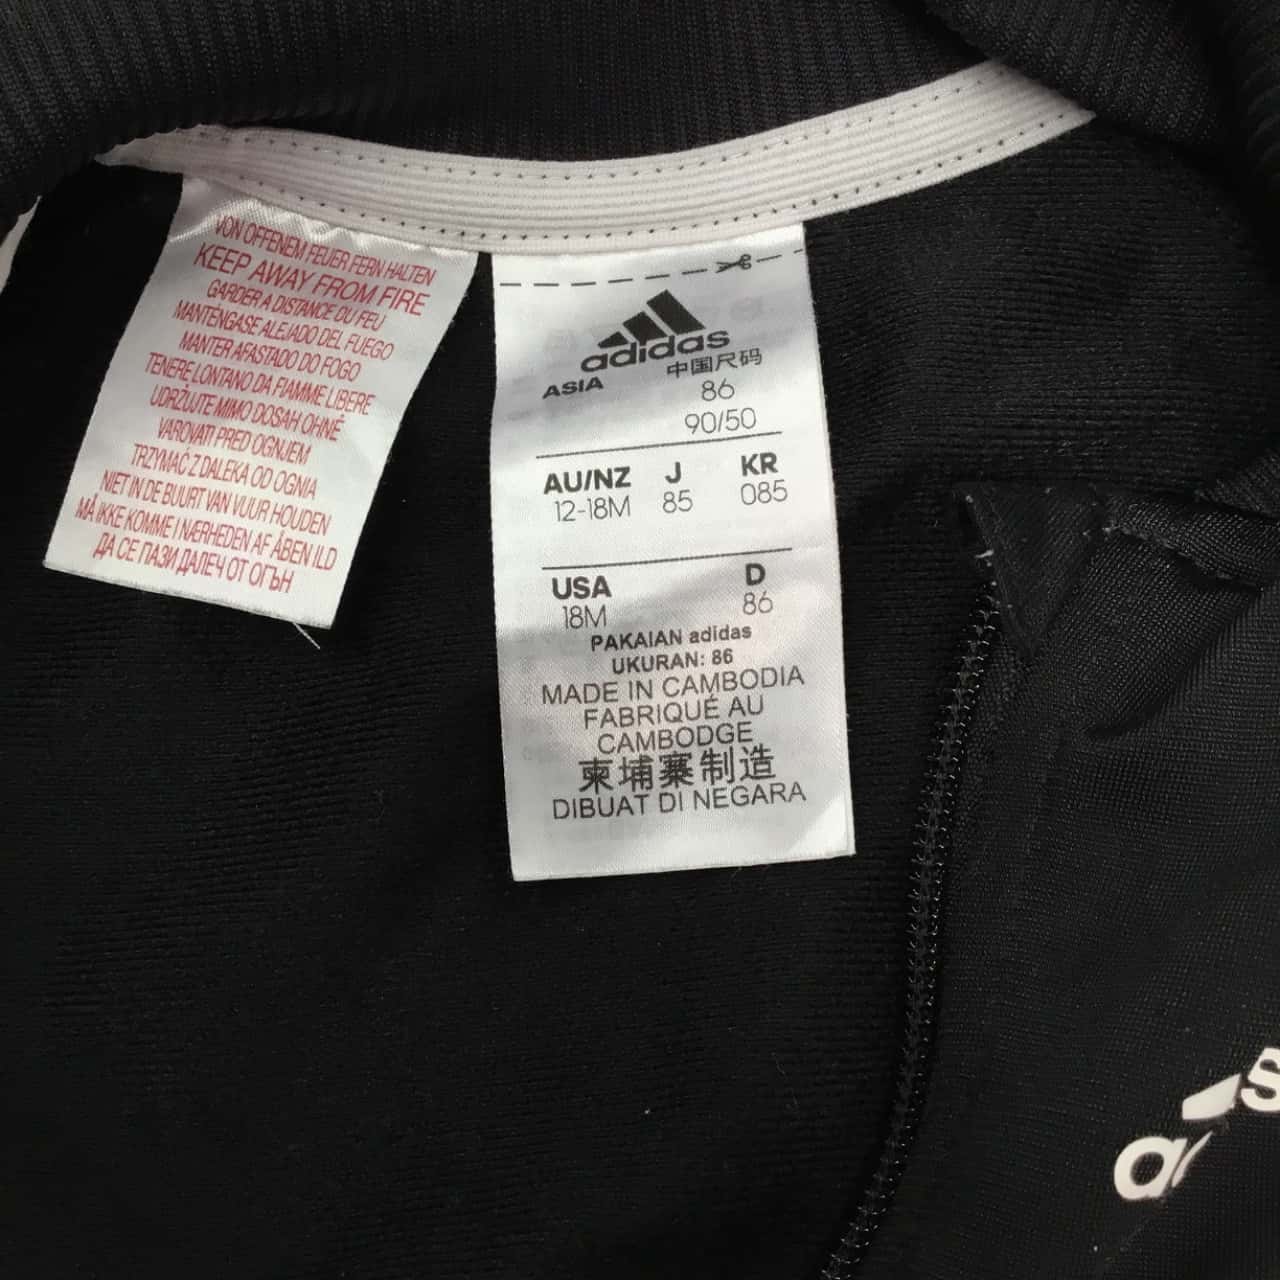 VON OFFENEM FEUER FERN HALTEN
KEEP AWAY FROM FIRE
GARDER A DISTANCE DU FEU
MANTÉNGASE ALEJADO DEL FUEGO
MANTER AFASTADO DO FOGO
TENERE LONTANO DA FIAMME LIBERE
UDRŽUJTE MIMO DOSAH OHNĚ
VAROVATI PRED OGNJEM
TRZYMAĆ Z DALEKA OD OGNIA
NIET IN DE BUURT VAN VUUR HOUDEN
MÅ IKKE KOMME I NÆRHEDEN AF ÅBEN ILD
ДА СЕ ПАЗИ ДАЛЕЧ ОТ ОГЪН
adidas
ASIA 中国尺码
86
90/50
AU/NZ J KR
12-18M 85 085
USA D
18M 86
PAKAIAN adidas
UKURAN: 86
MADE IN CAMBODIA
FABRIQUÉ AU
CAMBODGE
柬埔寨制造
DIBUAT DI NEGARA